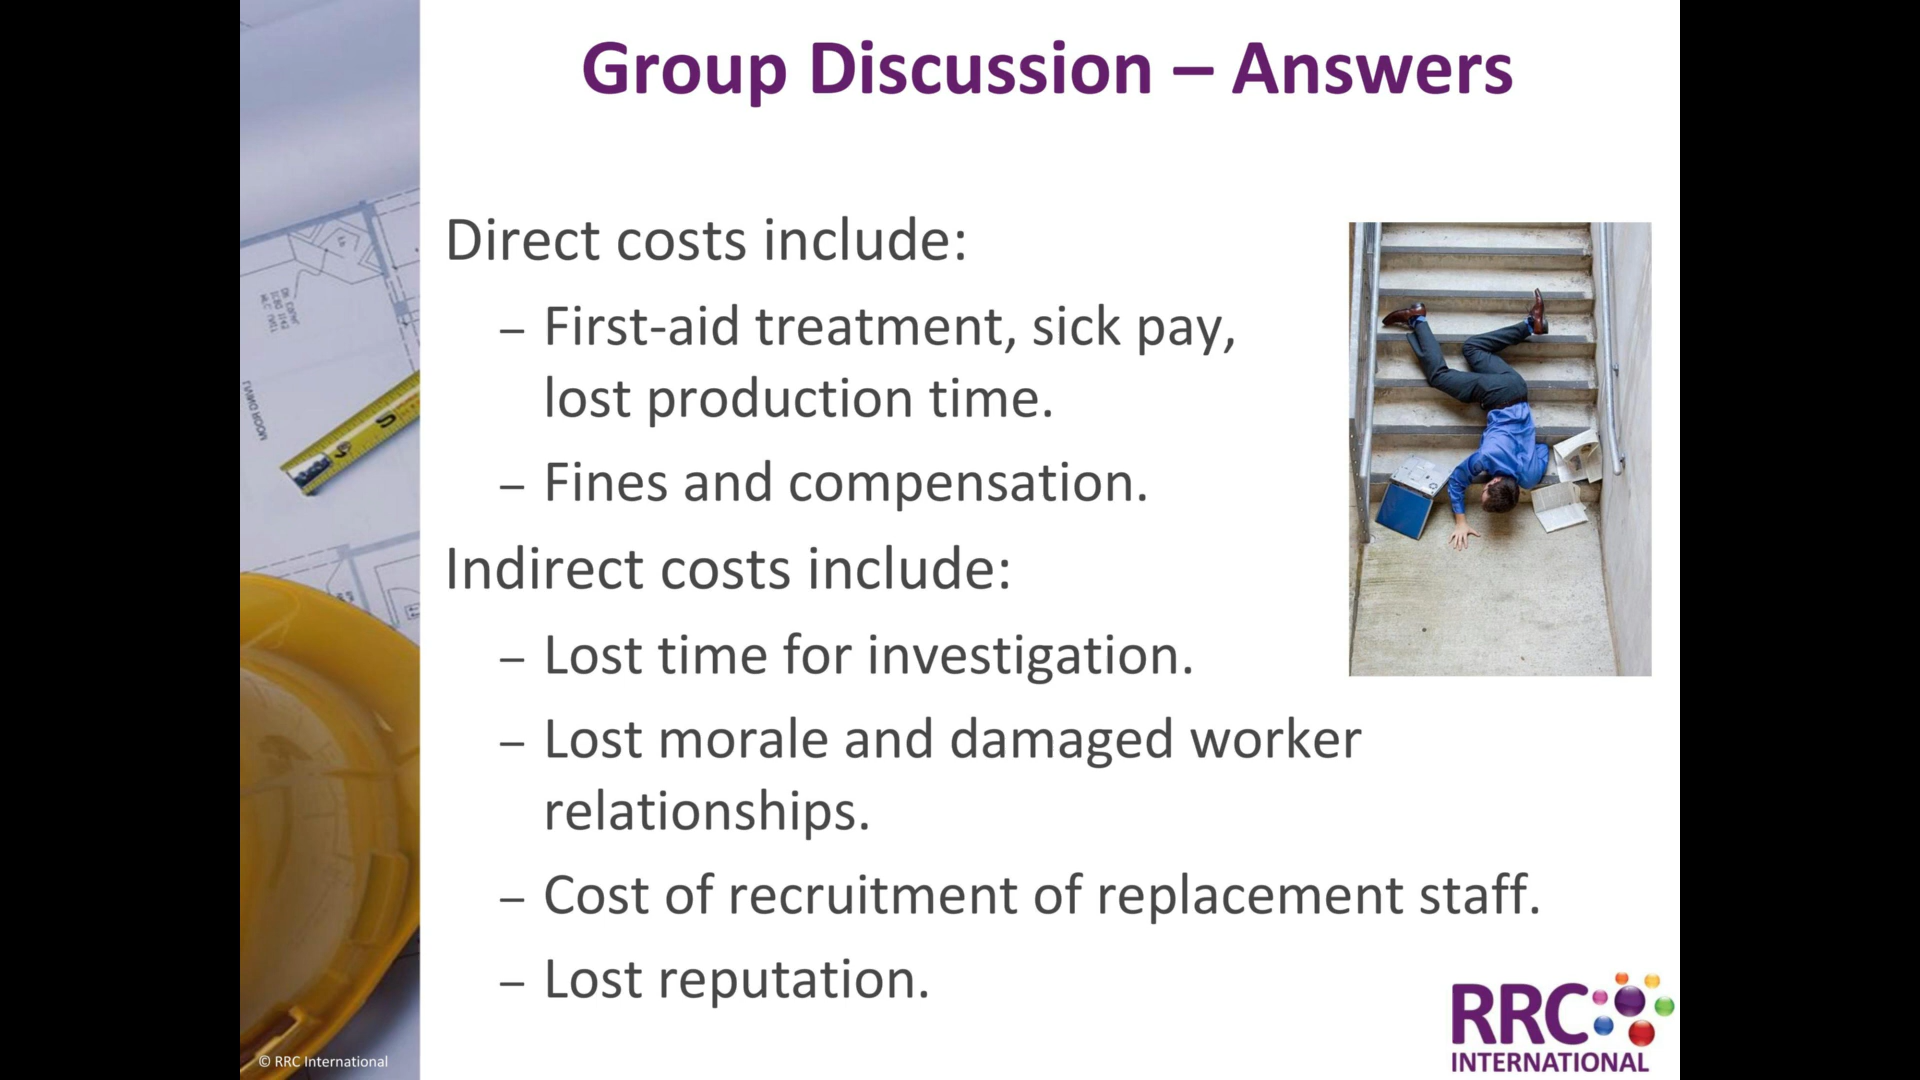 Group Discussion – Answers
Direct costs include:
– First-aid treatment, sick pay,
lost production time.
– Fines and compensation.
Indirect costs include:
– Lost time for investigation.
– Lost morale and damaged worker
relationships.
– Cost of recruitment of replacement staff.
– Lost reputation.
RRC
INTERNATIONAL
© RRC International